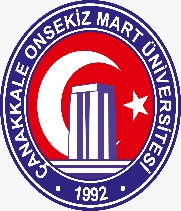 ÇANAKKALE ONSEKİZ MART ÜNİVERSİTESİ
1992